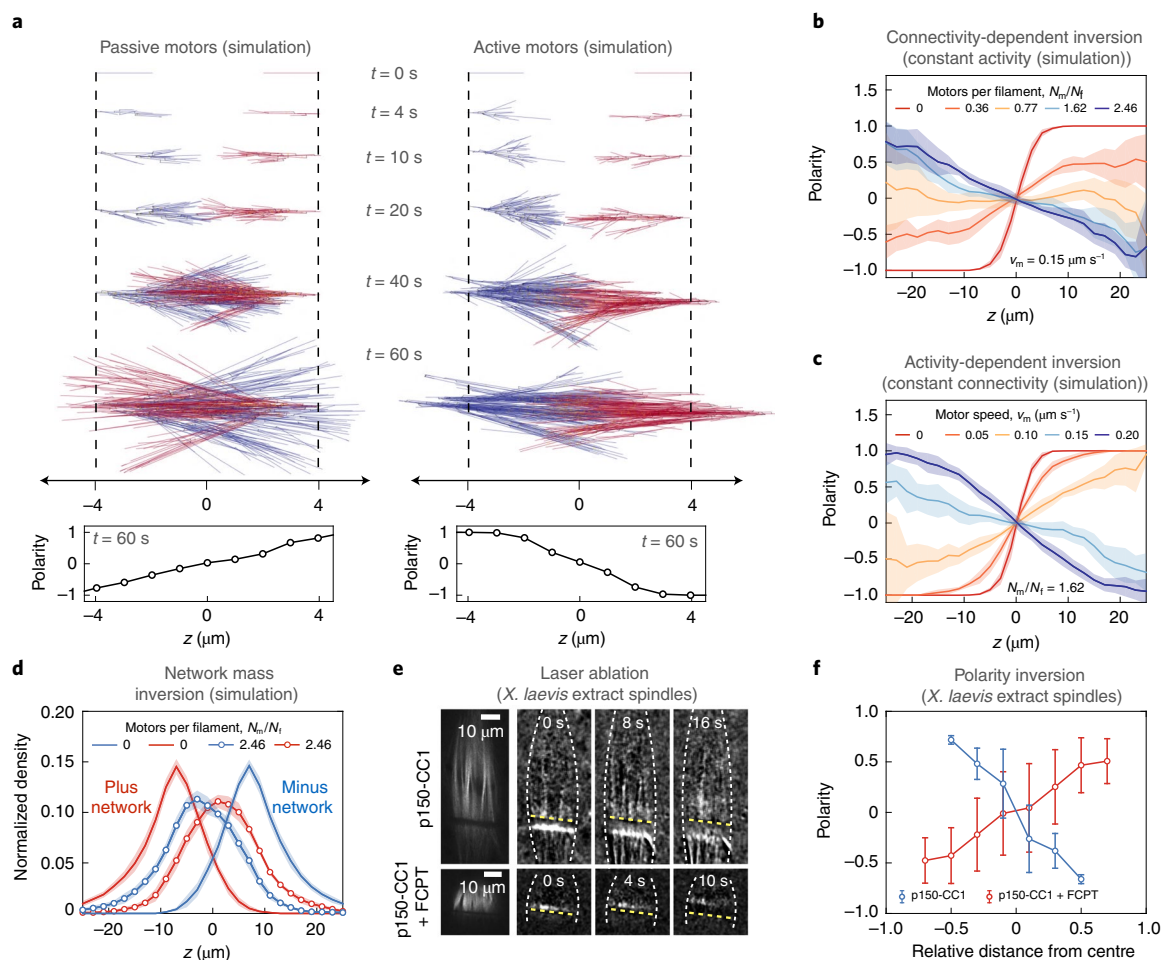 a
Passive motors (simulation)
Active motors (simulation)
t = 0 s
t = 4 s
t = 10 s
t = 20 s
t = 40 s
t = 60 s
−4 0 4
−4 0 4
Polarity
1
0
−1
t = 60 s
−4 0 4
z (μm)
Polarity
1
0
−1
t = 60 s
−4 0 4
z (μm)
b
Connectivity-dependent inversion
(constant activity (simulation))
Motors per filament, Nm/Nf
0 0.36 0.77 1.62 2.46
Polarity
1.5
1.0
0.5
0
−0.5
−1.0
vm = 0.15 μm s−1
−20 −10 0 10 20
z (μm)
c
Activity-dependent inversion
(constant connectivity (simulation))
Motor speed, vm (μm s−1)
0 0.05 0.10 0.15 0.20
Polarity
1.5
1.0
0.5
0
−0.5
−1.0
Nm/Nf = 1.62
−20 −10 0 10 20
z (μm)
d
Network mass
inversion (simulation)
Motors per filament, Nm/Nf
0 0 2.46 2.46
Plus
network
Minus
network
Normalized density
0.20
0.15
0.10
0.05
0
−20 −10 0 10 20
z (μm)
e
Laser ablation
(X. laevis extract spindles)
p150-CC1
10 μm
0 s
8 s
16 s
p150-CC1
+ FCPT
10 μm
0 s
4 s
10 s
f
Polarity inversion
(X. laevis extract spindles)
Polarity
1.0
0.5
0
−0.5
−1.0
p150-CC1 p150-CC1 + FCPT
−1.0 −0.5 0 0.5 1.0
Relative distance from centre